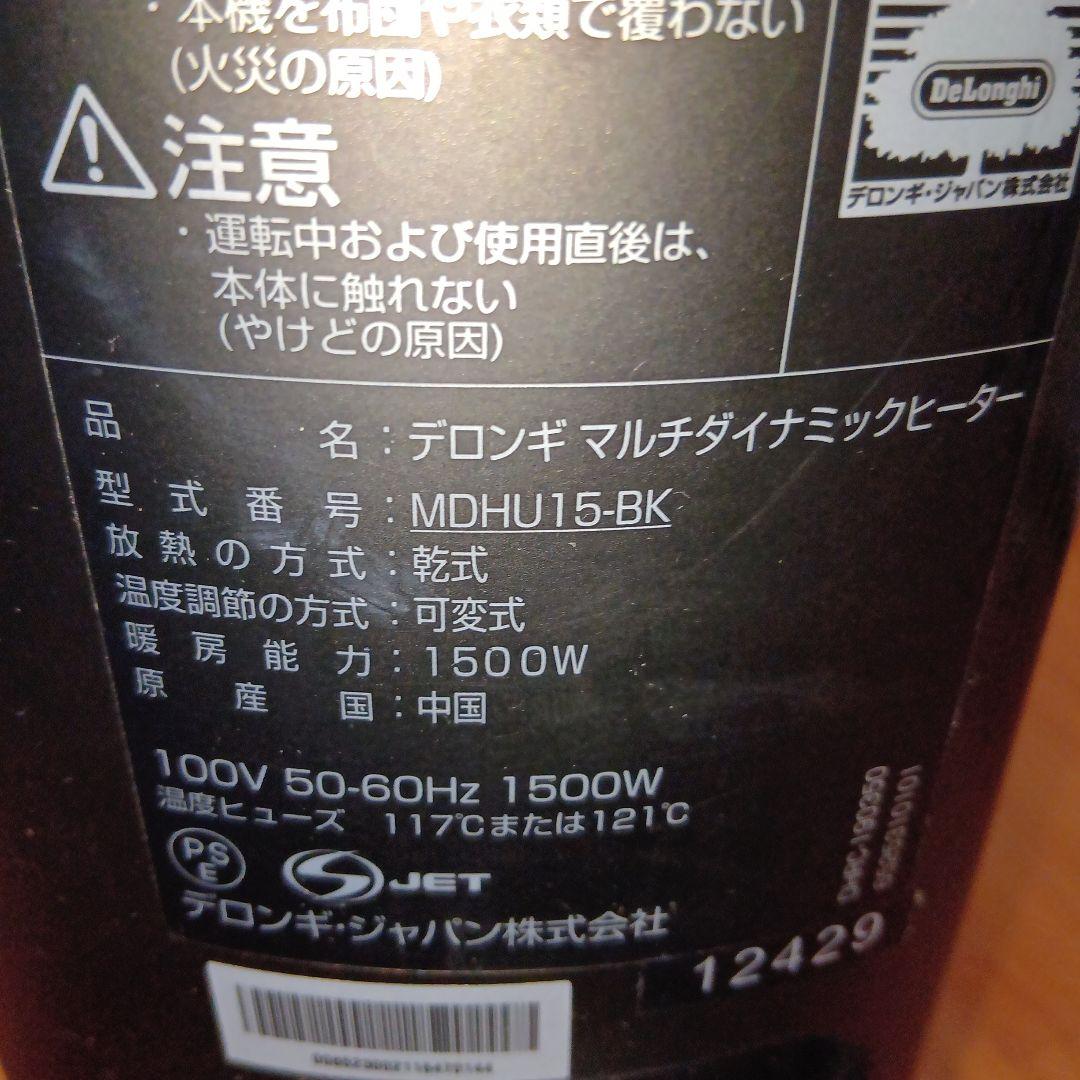 ・本機を布団や衣類で覆わない
(火災の原因)
DeLonghi
デロンギ・ジャパン株式会社
注意
・運転中および使用直後は、
本体に触れない
(やけどの原因)
品名：デロンギ マルチダイナミックヒーター
型式番号：MDHU15-BK
放熱の方式：乾式
温度調節の方式：可変式
暖房能力：1500W
原産国：中国
100V 50-60Hz 1500W
温度ヒューズ 117℃または121℃
PSE
JET
デロンギ・ジャパン株式会社
12429